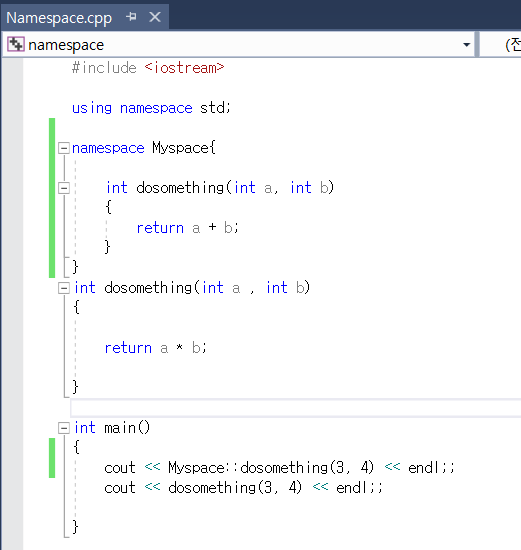 Namespace.cpp
namespace
(전
#include <iostream>
using namespace std;
namespace Myspace{
int dosomething(int a, int b)
{
return a + b;
}
}
int dosomething(int a , int b)
{
return a * b;
}
int main()
{
cout << Myspace::dosomething(3, 4) << endl;;
cout << dosomething(3, 4) << endl;;
}